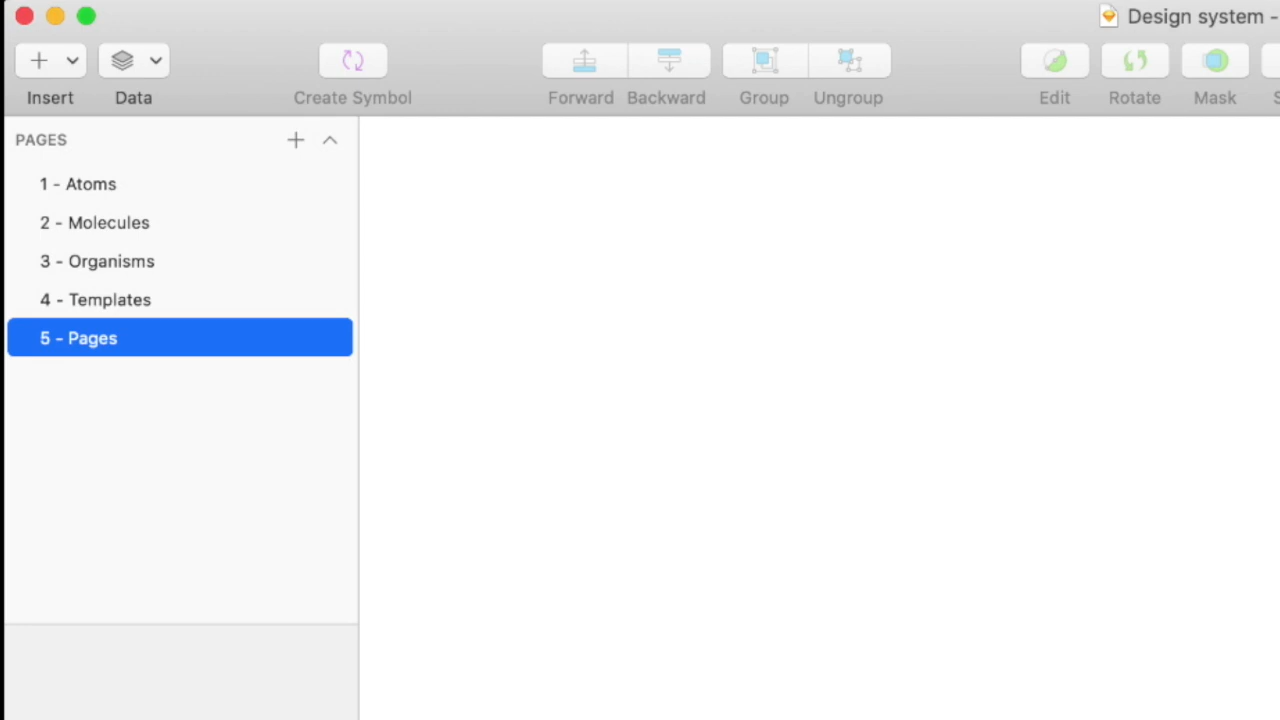 Design system -
Insert Data Create Symbol Forward Backward Group Ungroup Edit Rotate Mask S
PAGES
1 - Atoms
2 - Molecules
3 - Organisms
4 - Templates
5 - Pages